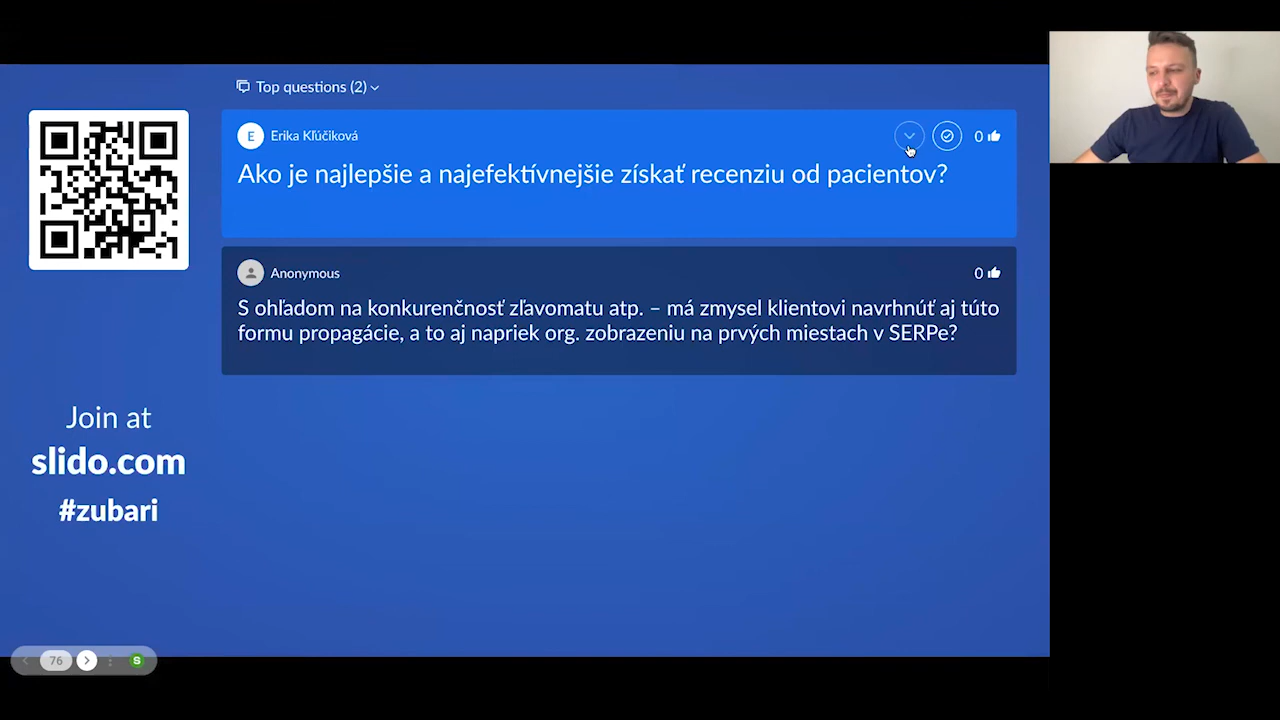 Top questions (2)
E Erika Kľúčiková
0
Ako je najlepšie a najefektívnejšie získať recenziu od pacientov?
Anonymous
0
S ohľadom na konkurenčnosť zľavomatu atp. – má zmysel klientovi navrhnúť aj túto
formu propagácie, a to aj napriek org. zobrazeniu na prvých miestach v SERPe?
Join at
slido.com
#zubari
76
S